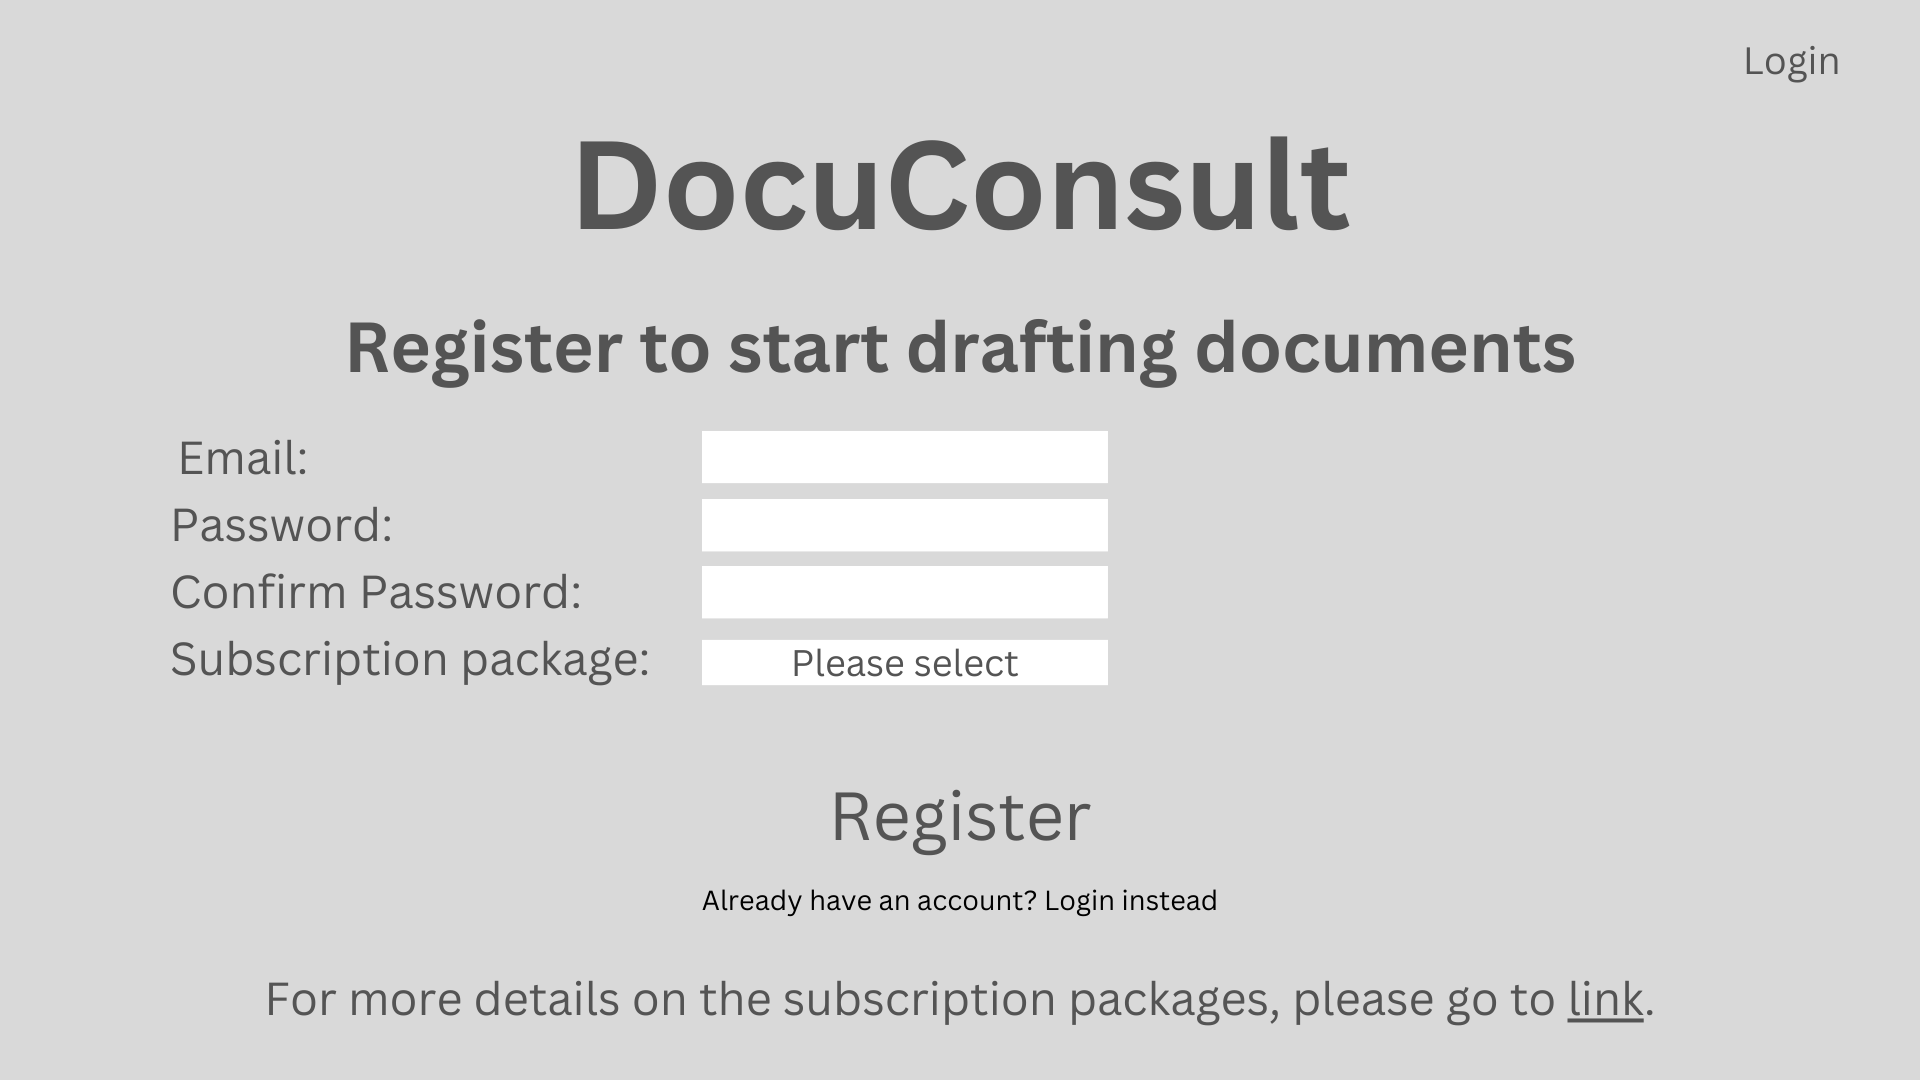 Login
DocuConsult
Register to start drafting documents
Email:
Password:
Confirm Password:
Subscription package:
Please select
Register
Already have an account? Login instead
For more details on the subscription packages, please go to link.